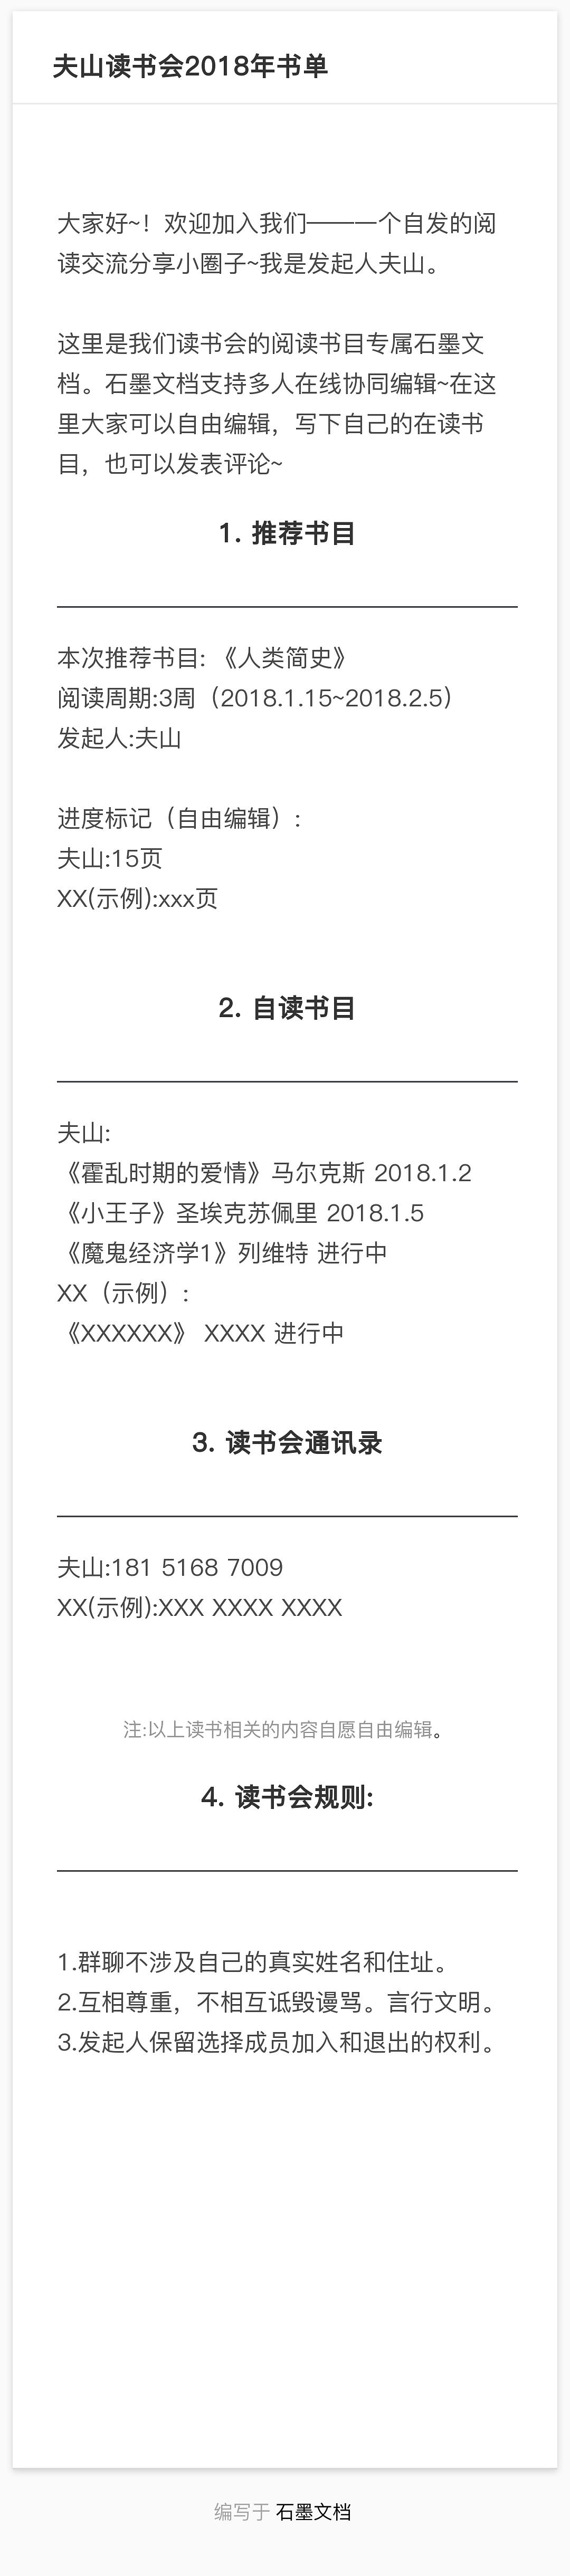 夫山读书会2018年书单
大家好~！欢迎加入我们——一个自发的阅
读交流分享小圈子~我是发起人夫山。
这里是我们读书会的阅读书目专属石墨文
档。石墨文档支持多人在线协同编辑~在这
里大家可以自由编辑，写下自己的在读书
目，也可以发表评论~
1. 推荐书目
本次推荐书目: 《人类简史》
阅读周期:3周（2018.1.15~2018.2.5）
发起人:夫山
进度标记（自由编辑）:
夫山:15页
XX(示例):xxx页
2. 自读书目
夫山:
《霍乱时期的爱情》马尔克斯 2018.1.2
《小王子》圣埃克苏佩里 2018.1.5
《魔鬼经济学1》列维特 进行中
XX（示例）:
《XXXXXX》 XXXX 进行中
3. 读书会通讯录
夫山:181 5168 7009
XX(示例):XXX XXXX XXXX
注:以上读书相关的内容自愿自由编辑。
4. 读书会规则:
1.群聊不涉及自己的真实姓名和住址。
2.互相尊重，不相互诋毁谩骂。言行文明。
3.发起人保留选择成员加入和退出的权利。
编写于 石墨文档